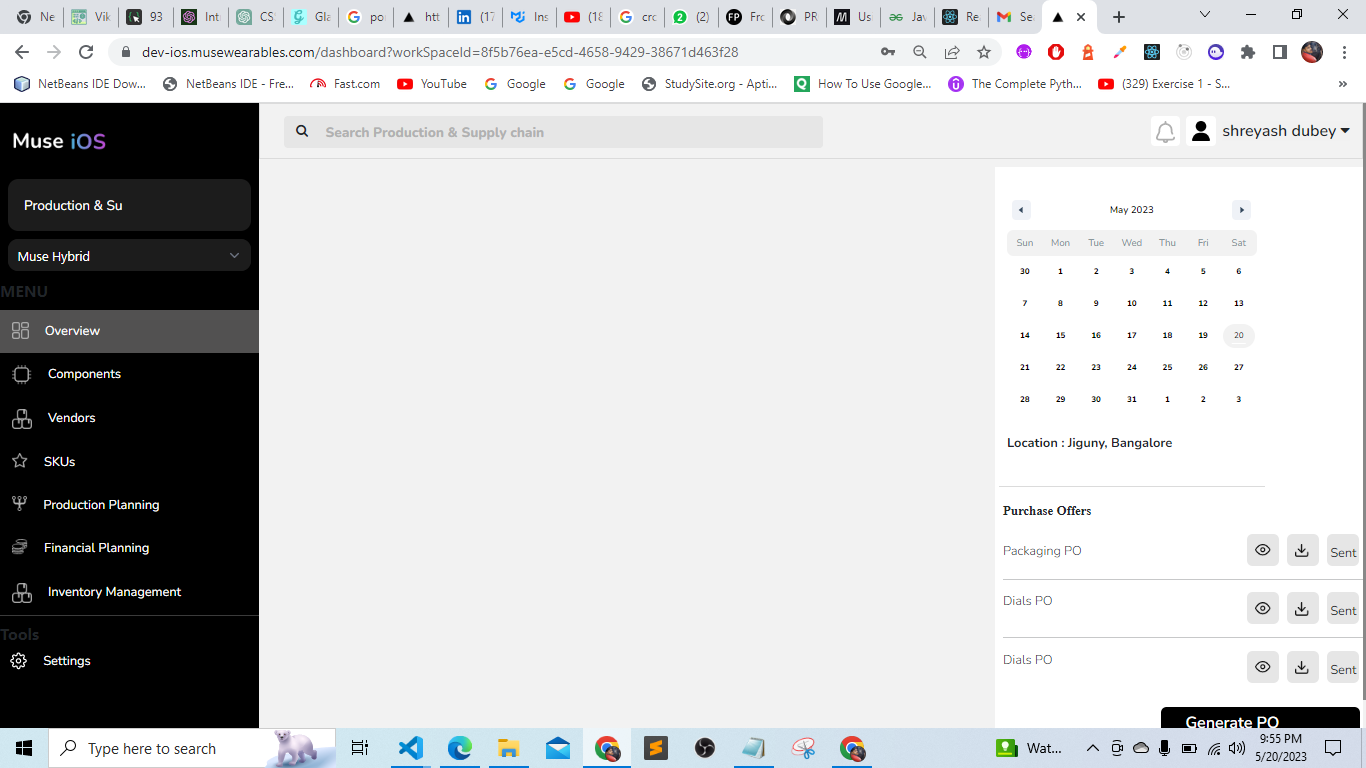 Ne
Vik
93
Int
CS
Gla
po
htt
(17
Ins
(18
crc
(2)
Fro
PR
Us
Jav
Re
Se
dev-ios.musewearables.com/dashboard?workSpaceId=8f5b76ea-e5cd-4658-9429-38671d463f28
NetBeans IDE Dow...
NetBeans IDE - Fre...
Fast.com
YouTube
Google
Google
StudySite.org - Apti...
How To Use Google...
The Complete Pyth...
(329) Exercise 1 - S...
»
Muse iOS
Search Production & Supply chain
shreyash dubey
Production & Su
Muse Hybrid
MENU
Overview
Components
Vendors
SKUs
Production Planning
Financial Planning
Inventory Management
Tools
Settings
May 2023
Sun Mon Tue Wed Thu Fri Sat
30 1 2 3 4 5 6
7 8 9 10 11 12 13
14 15 16 17 18 19 20
21 22 23 24 25 26 27
28 29 30 31 1 2 3
Location : Jiguny, Bangalore
Purchase Offers
Packaging PO
Sent
Dials PO
Sent
Dials PO
Sent
Generate PO
Type here to search
Wat...
9:55 PM
5/20/2023